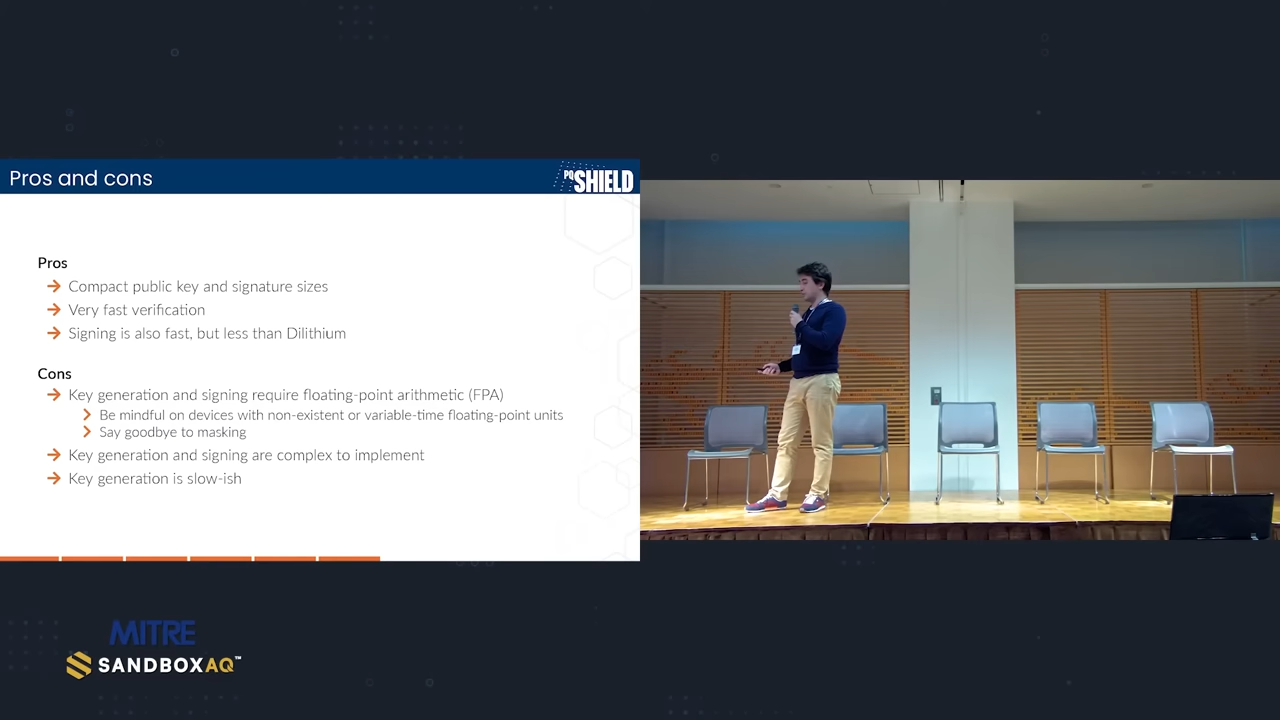 Pros and cons
PQ SHIELD
Pros
Compact public key and signature sizes
Very fast verification
Signing is also fast, but less than Dilithium
Cons
Key generation and signing require floating-point arithmetic (FPA)
Be mindful on devices with non-existent or variable-time floating-point units
Say goodbye to masking
Key generation and signing are complex to implement
Key generation is slow-ish
MITRE
SANDBOXAQ™